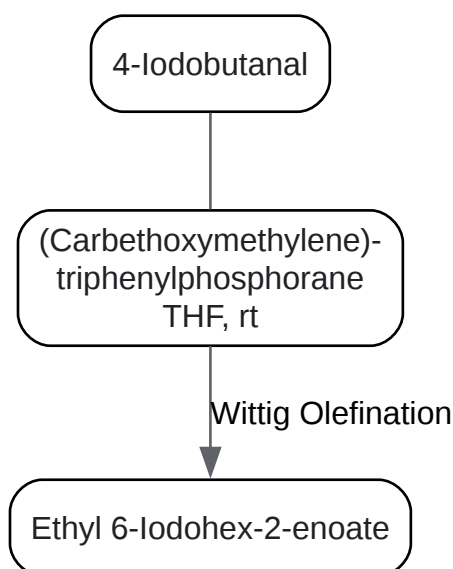 4-Iodobutanal
(Carbethoxymethylene)-
triphenylphosphorane
THF, rt
Wittig Olefination
Ethyl 6-Iodohex-2-enoate